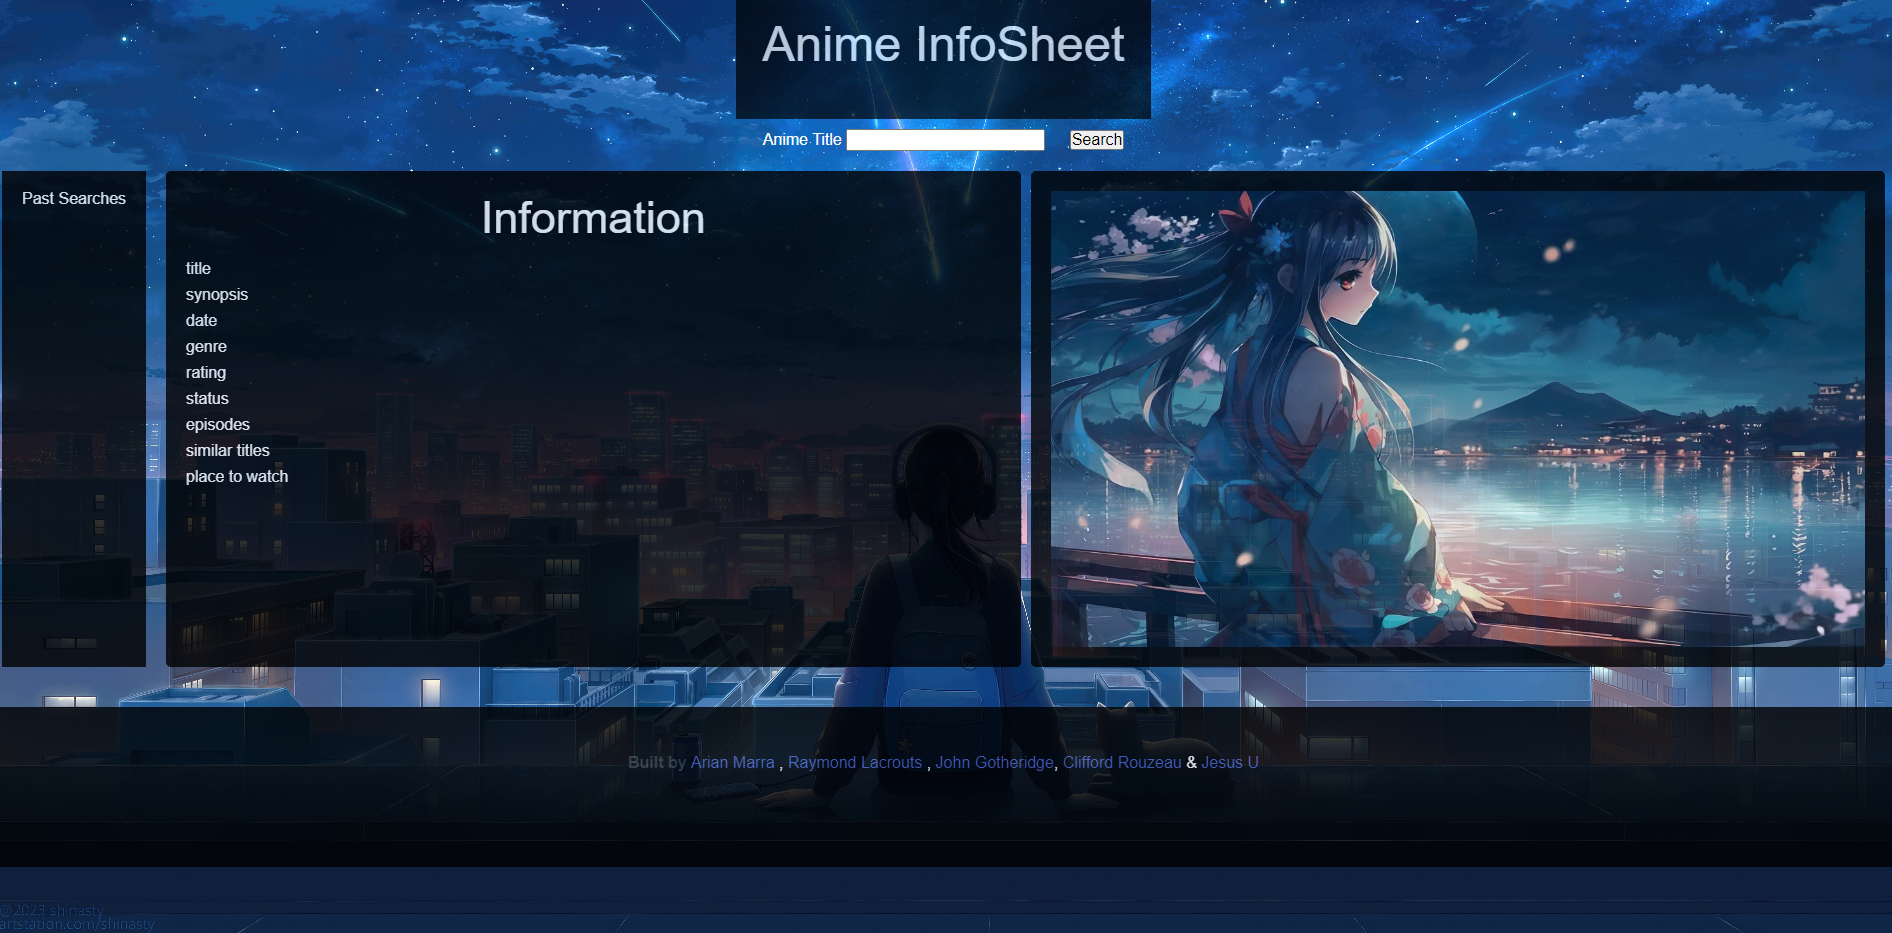 Anime InfoSheet
Anime Title
Search
Past Searches
Information
title
synopsis
date
genre
rating
status
episodes
similar titles
place to watch
Built by Arian Marra , Raymond Lacrouts , John Gotheridge, Clifford Rouzeau & Jesus U
@2023 shinasty
artstation.com/shinasty